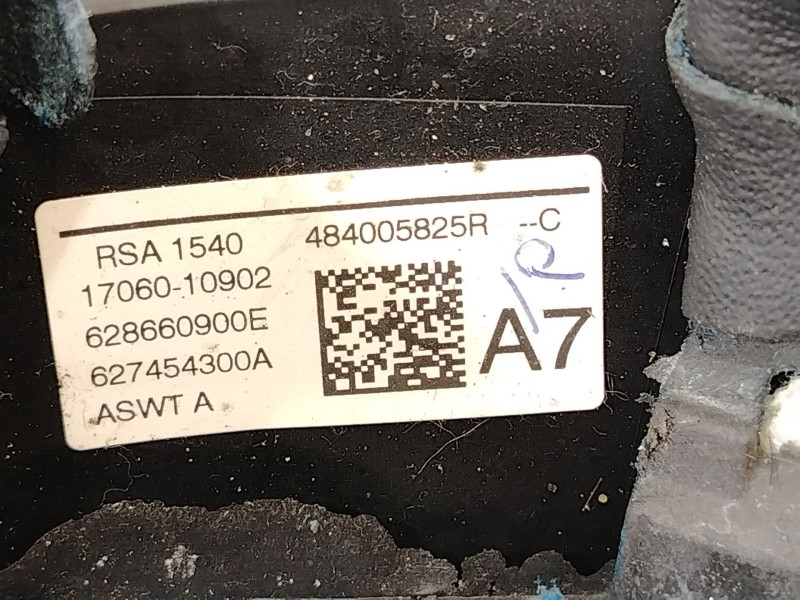 RSA 1540 484005825R --C
17060-10902
628660900E
627454300A
ASWT A
A7